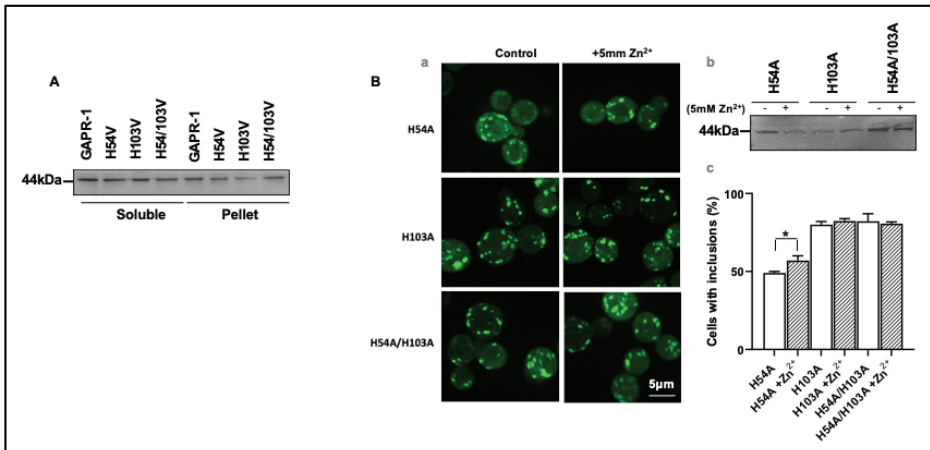 A
GAPR-1
H54V
H103V
H54/103V
GAPR-1
H54V
H103V
H54/103V
44kDa
Soluble
Pellet
B
a
Control
+5mm Zn²⁺
H54A
H103A
H54A/H103A
5μm
b
H54A
H103A
H54A/103A
(5mM Zn²⁺)
- + - + - +
44kDa
c
Cells with inclusions (%)
100
50
0
*
H54A
H54A +Zn²⁺
H103A
H103A +Zn²⁺
H54A/H103A
H54A/H103A +Zn²⁺